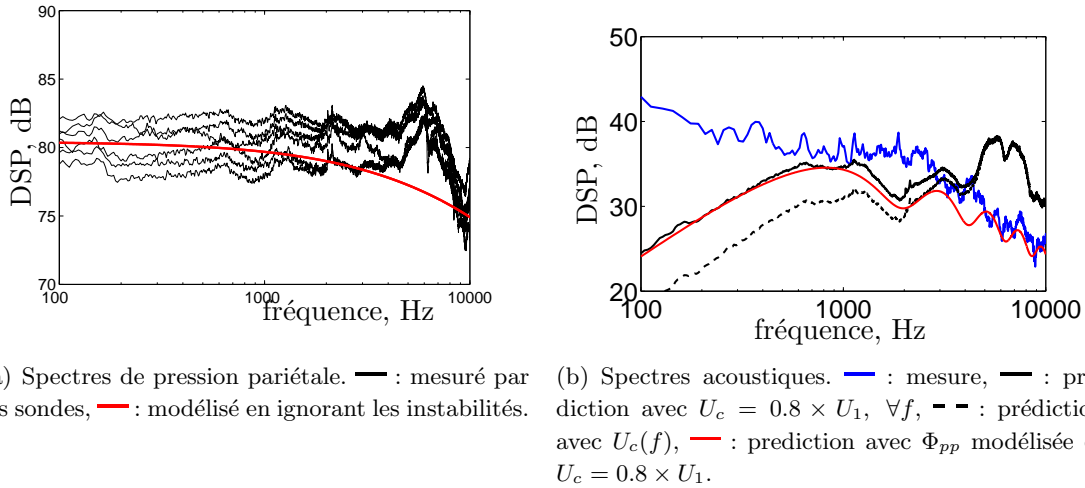 90
85
80
75
70
100
1000
10000
DSP, dB
fréquence, Hz
50
40
30
20
100
1000
10000
DSP, dB
fréquence, Hz
) Spectres de pression pariétale. : mesuré par
s sondes, : modélisé en ignorant les instabilités.
(b) Spectres acoustiques. : mesure, : pr
diction avec U_c = 0.8 × U_1, ∀f, : prédictio
avec U_c(f), : prediction avec Φ_pp modélisée
U_c = 0.8 × U_1.